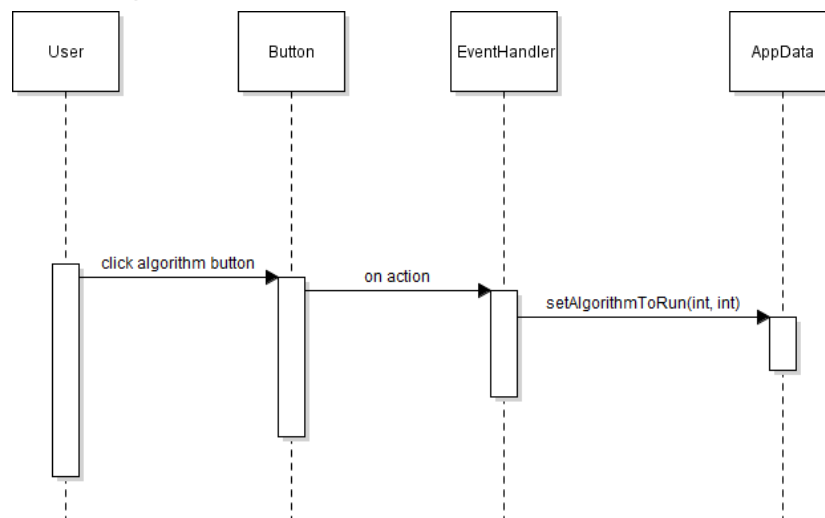 User
Button
EventHandler
AppData
click algorithm button
on action
setAlgorithmToRun(int, int)